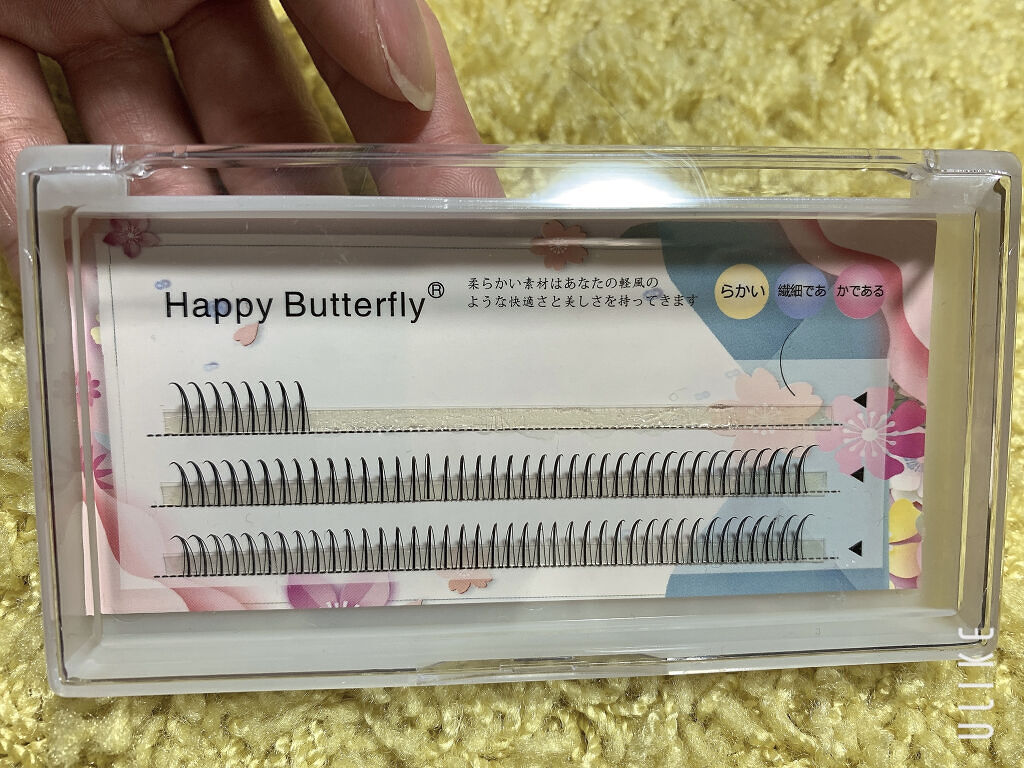 Happy Butterfly®
柔らかい素材はあなたの軽風の
ような快適さと美しさを持ってきます
らかい
繊細であ
かである
ULIKE